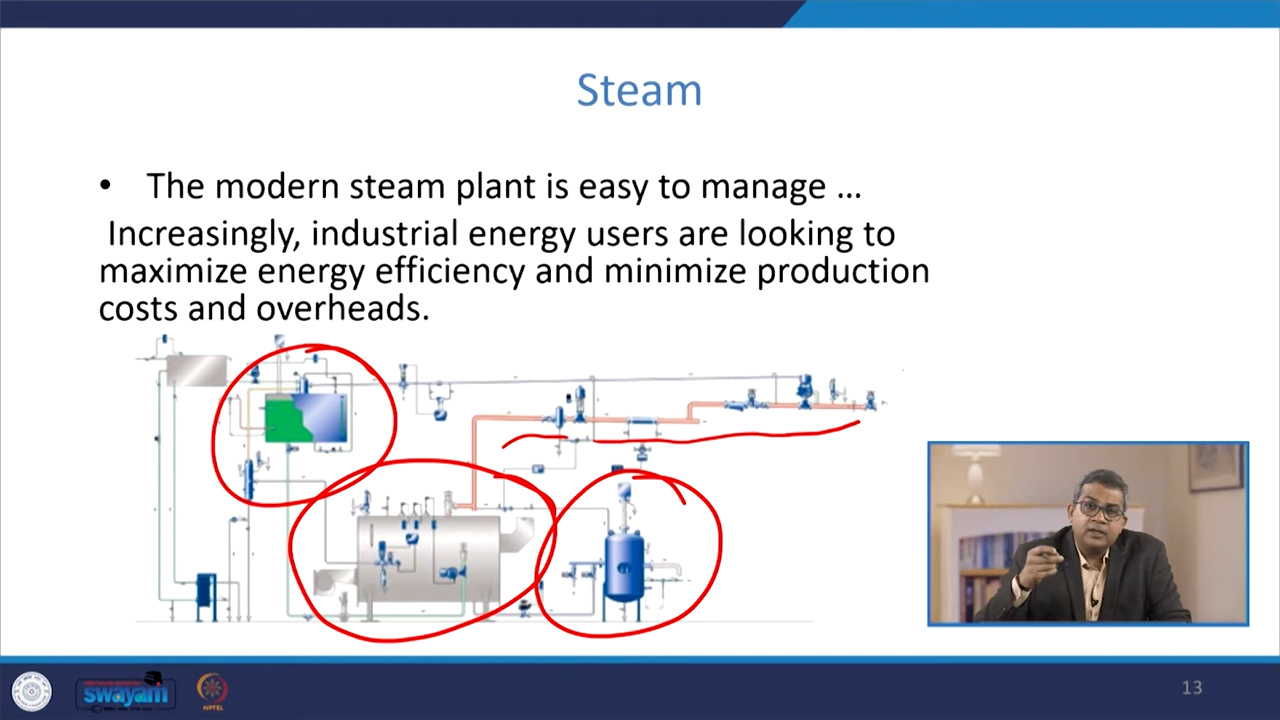 Steam
• The modern steam plant is easy to manage ...
Increasingly, industrial energy users are looking to
maximize energy efficiency and minimize production
costs and overheads.
swayam
NPTEL
13